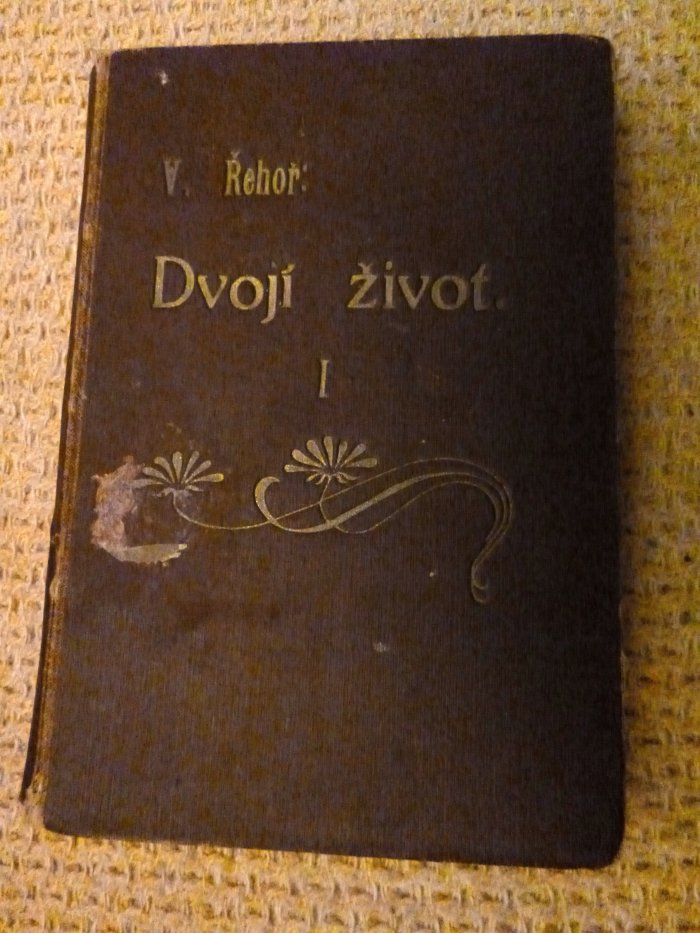 V. Řehoř:
Dvojí život.
I